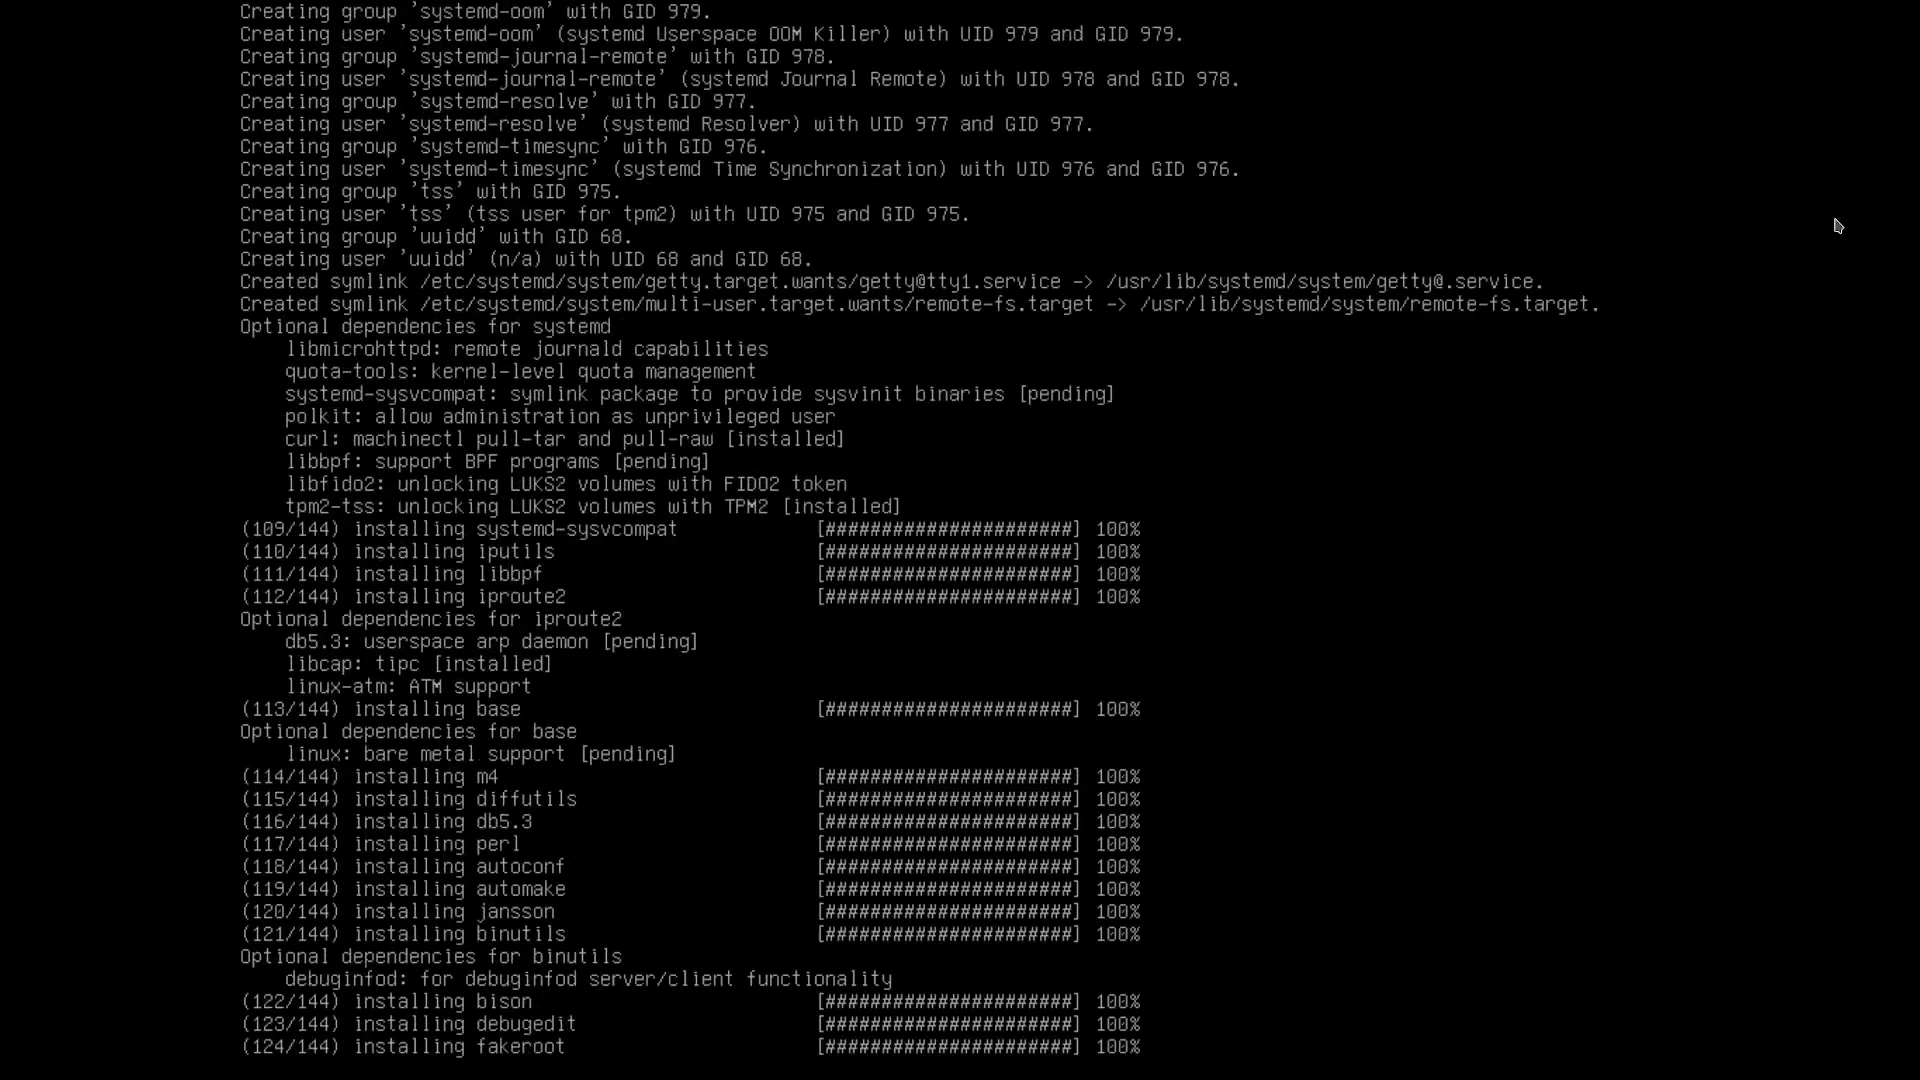 Creating group 'systemd-oom' with GID 979.
Creating user 'systemd-oom' (systemd Userspace OOM Killer) with UID 979 and GID 979.
Creating group 'systemd-journal-remote' with GID 978.
Creating user 'systemd-journal-remote' (systemd Journal Remote) with UID 978 and GID 978.
Creating group 'systemd-resolve' with GID 977.
Creating user 'systemd-resolve' (systemd Resolver) with UID 977 and GID 977.
Creating group 'systemd-timesync' with GID 976.
Creating user 'systemd-timesync' (systemd Time Synchronization) with UID 976 and GID 976.
Creating group 'tss' with GID 975.
Creating user 'tss' (tss user for tpm2) with UID 975 and GID 975.
Creating group 'uuidd' with GID 68.
Creating user 'uuidd' (n/a) with UID 68 and GID 68.
Created symlink /etc/systemd/system/getty.target.wants/getty@tty1.service -> /usr/lib/systemd/system/getty@.service.
Created symlink /etc/systemd/system/multi-user.target.wants/remote-fs.target -> /usr/lib/systemd/system/remote-fs.target.
Optional dependencies for systemd
    libmicrohttpd: remote journald capabilities
    quota-tools: kernel-level quota management
    systemd-sysvcompat: symlink package to provide sysvinit binaries [pending]
    polkit: allow administration as unprivileged user
    curl: machinectl pull-tar and pull-raw [installed]
    libbpf: support BPF programs [pending]
    libfido2: unlocking LUKS2 volumes with FIDO2 token
    tpm2-tss: unlocking LUKS2 volumes with TPM2 [installed]
(109/144) installing systemd-sysvcompat [######################] 100%
(110/144) installing iputils [######################] 100%
(111/144) installing libbpf [######################] 100%
(112/144) installing iproute2 [######################] 100%
Optional dependencies for iproute2
    db5.3: userspace arp daemon [pending]
    libcap: tipc [installed]
    linux-atm: ATM support
(113/144) installing base [######################] 100%
Optional dependencies for base
    linux: bare metal support [pending]
(114/144) installing m4 [######################] 100%
(115/144) installing diffutils [######################] 100%
(116/144) installing db5.3 [######################] 100%
(117/144) installing perl [######################] 100%
(118/144) installing autoconf [######################] 100%
(119/144) installing automake [######################] 100%
(120/144) installing jansson [######################] 100%
(121/144) installing binutils [######################] 100%
Optional dependencies for binutils
    debuginfod: for debuginfod server/client functionality
(122/144) installing bison [######################] 100%
(123/144) installing debugedit [######################] 100%
(124/144) installing fakeroot [######################] 100%